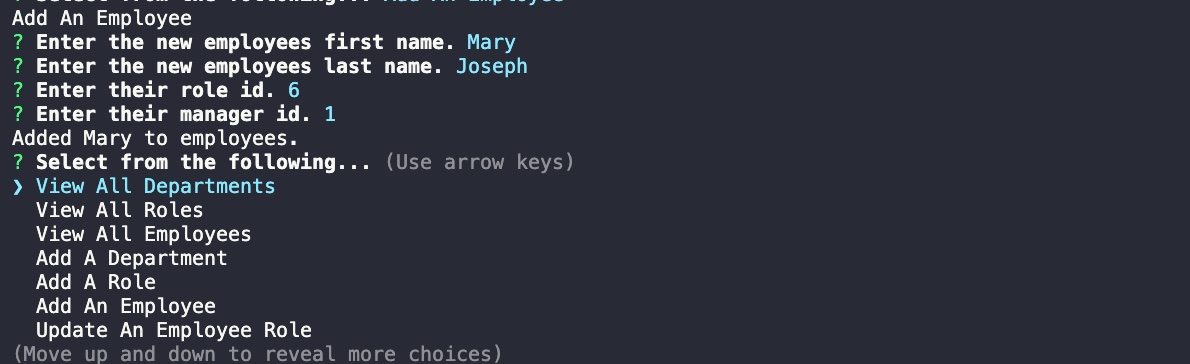 Add An Employee
? Enter the new employees first name. Mary
? Enter the new employees last name. Joseph
? Enter their role id. 6
? Enter their manager id. 1
Added Mary to employees.
? Select from the following... (Use arrow keys)
❯ View All Departments
View All Roles
View All Employees
Add A Department
Add A Role
Add An Employee
Update An Employee Role
(Move up and down to reveal more choices)